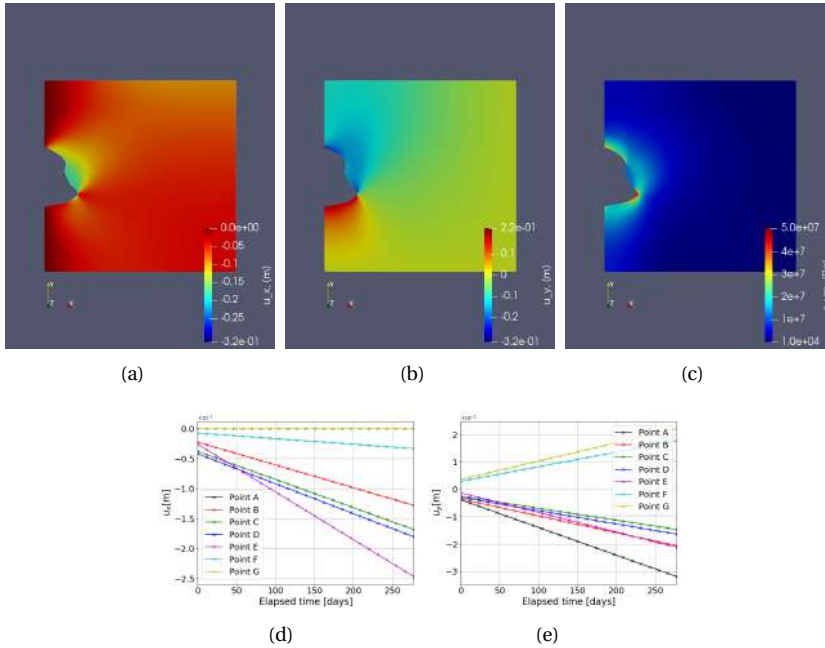 0.0e+00
-0.05
-0.1
-0.15
-0.2
-0.25
-3.2e-01
u_x, (m)
2.2e-01
0.1
0
-0.1
-0.2
-3.2e-01
u_y, (m)
5.0e+07
4e+7
3e+7
2e+7
1.0e+04
(a)
(b)
(c)
0.0
-0.5
-1.0
-1.5
-2.0
-2.5
uₓ[m]
Point A
Point B
Point C
Point D
Point E
Point F
Point G
0 50 100 150 200 250
Elapsed time [days]
2
1
0
−1
−2
−3
u_y[m]
Point A
Point B
Point C
Point D
Point E
Point F
Point G
0 50 100 150 200 250
Elapsed time [days]
(d)
(e)